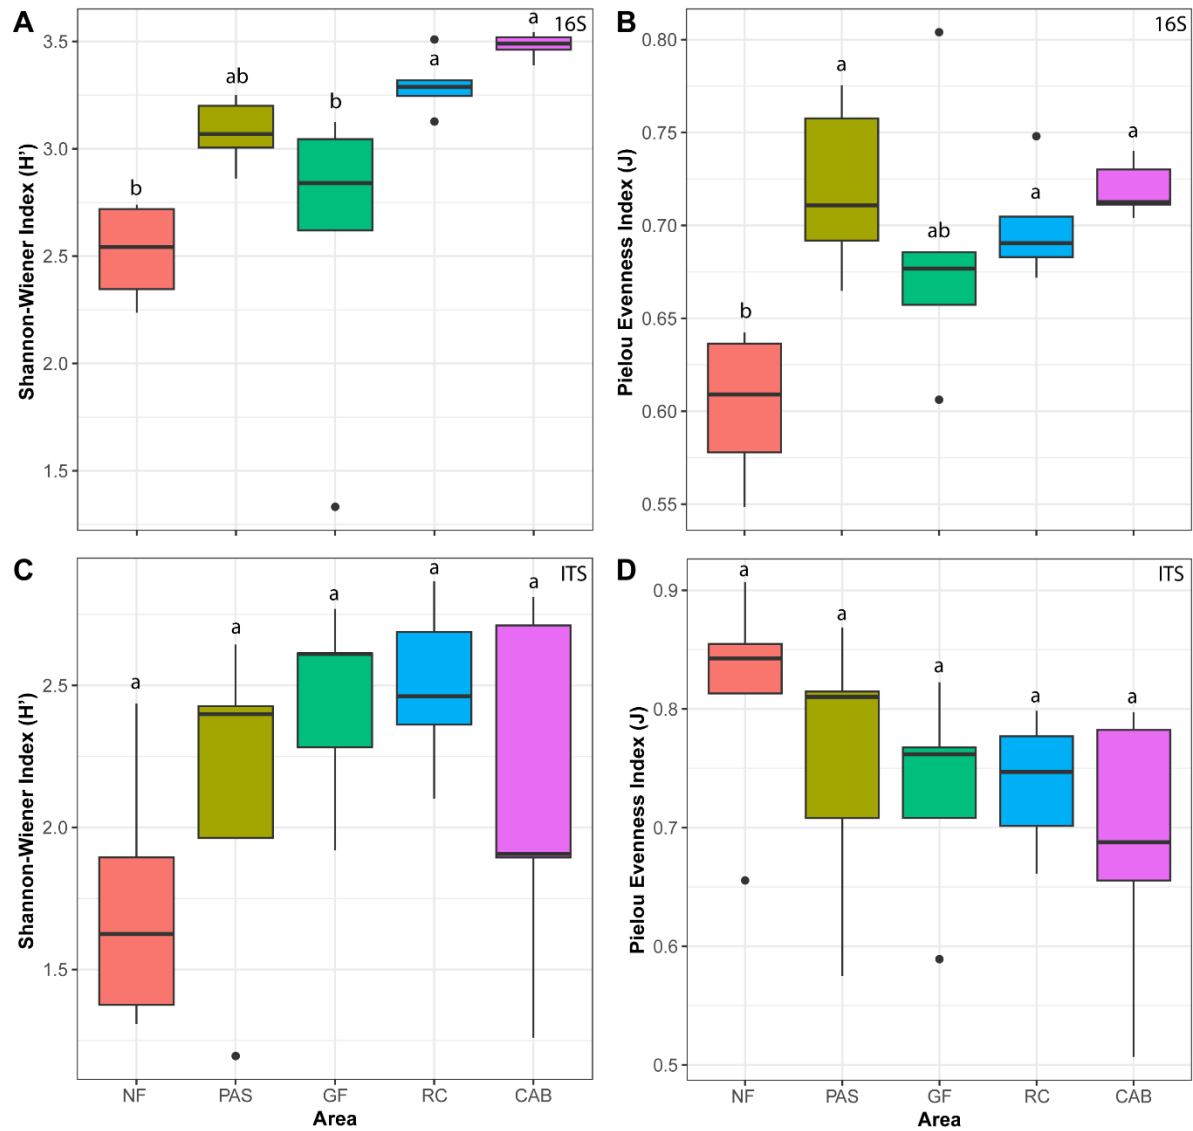 A
16S
Shannon-Wiener Index (H’)
3.5
3.0
2.5
2.0
1.5
b
ab
b
a
a
B
16S
Pielou Evenness Index (J)
0.80
0.75
0.70
0.65
0.60
0.55
b
a
ab
a
a
C
ITS
Shannon-Wiener Index (H’)
2.5
2.0
1.5
a
a
a
a
a
NF PAS GF RC CAB
Area
D
ITS
Pielou Evenness Index (J)
0.9
0.8
0.7
0.6
0.5
a
a
a
a
a
NF PAS GF RC CAB
Area